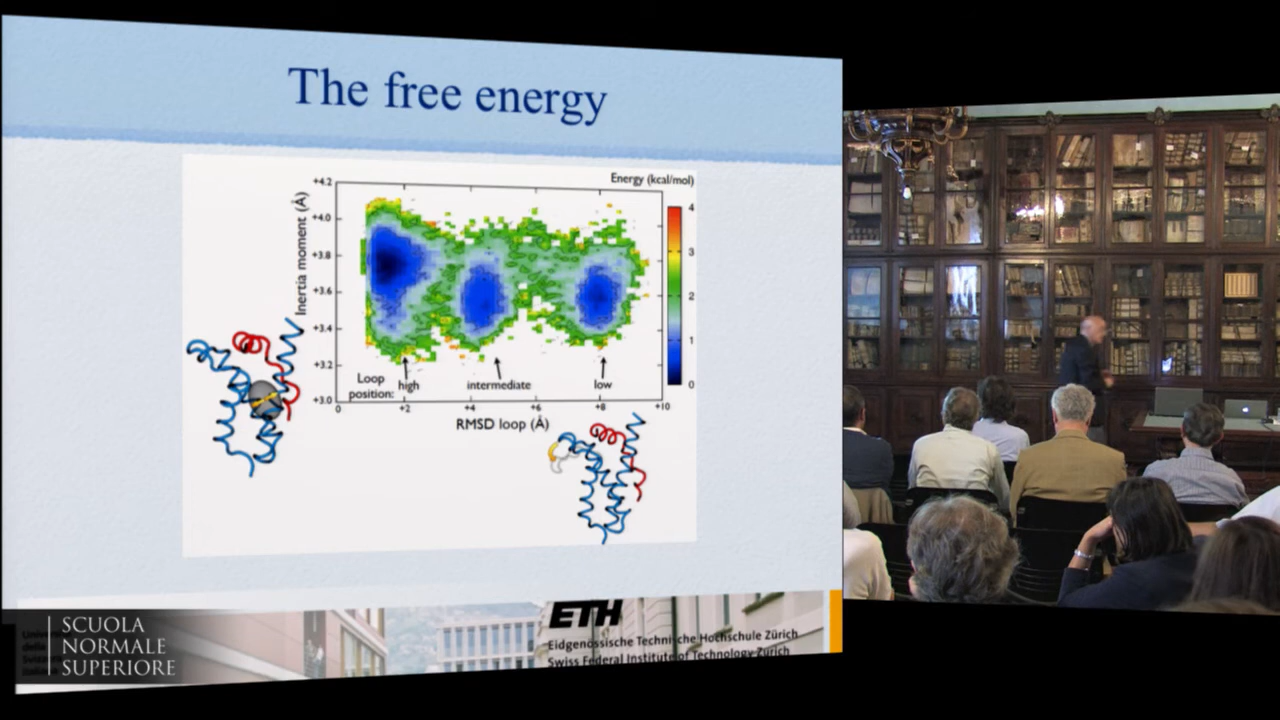 The free energy
Energy (kcal/mol)
Inertia moment (Å)
+4.2
+4.0
+3.8
+3.6
+3.4
+3.2
+3.0
4
3
2
1
0
Loop
position:
high
intermediate
low
0
+2
+4
+6
+8
+10
RMSD loop (Å)
ETH
Eidgenössische Technische Hochschule Zürich
Swiss Federal Institute of Technology Zurich
SCUOLA
NORMALE
SUPERIORE